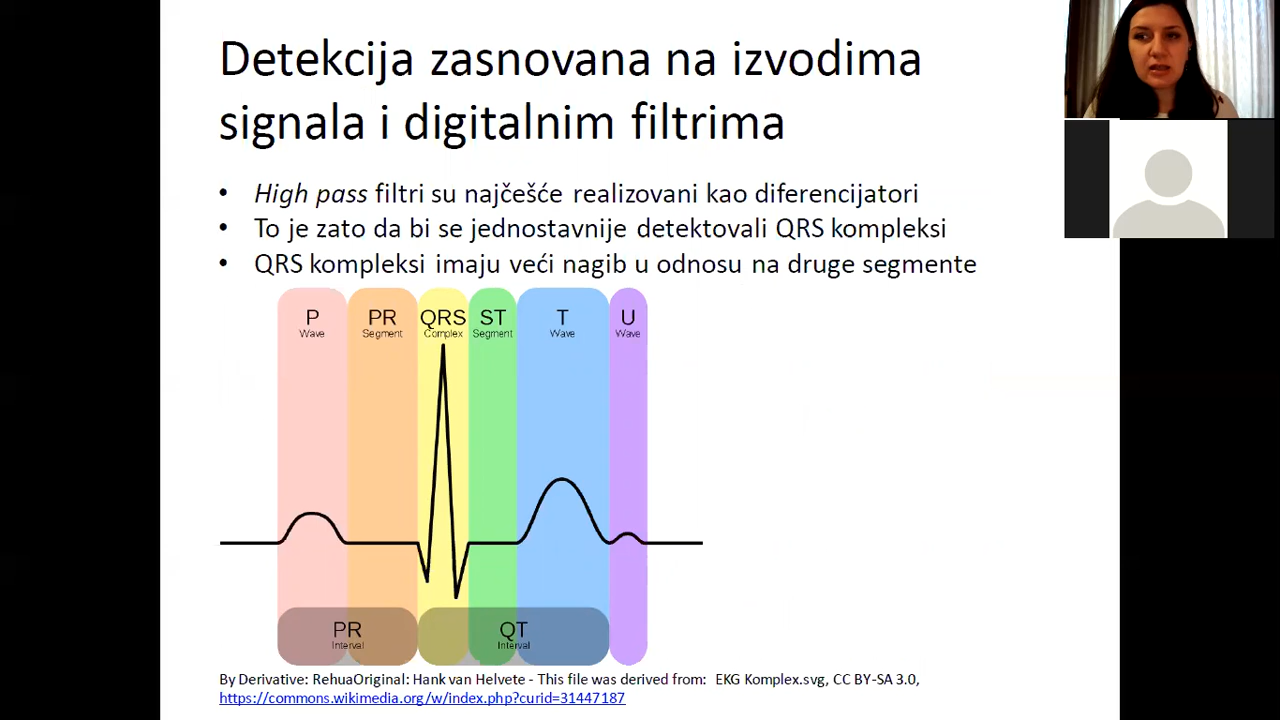 Detekcija zasnovana na izvodima
signala i digitalnim filtrima
• High pass filtri su najčešće realizovani kao diferencijatori
• To je zato da bi se jednostavnije detektovali QRS kompleksi
• QRS kompleksi imaju veći nagib u odnosu na druge segmente
P PR QRS ST T U
Wave Segment Complex Segment Wave Wave
PR QT
Interval Interval
By Derivative: RehuaOriginal: Hank van Helvete - This file was derived from: EKG Komplex.svg, CC BY-SA 3.0,
https://commons.wikimedia.org/w/index.php?curid=31447187